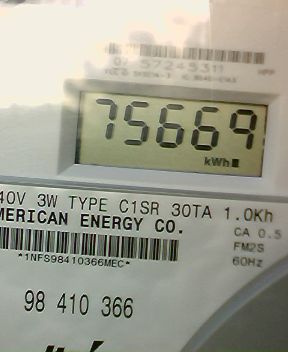 57245311
75669
kWh
40V 3W TYPE C1SR 30TA 1.0Kh
MERICAN ENERGY CO.
CA 0.5
FM2S
*1NFS98410366MEC*
60Hz
98 410 366